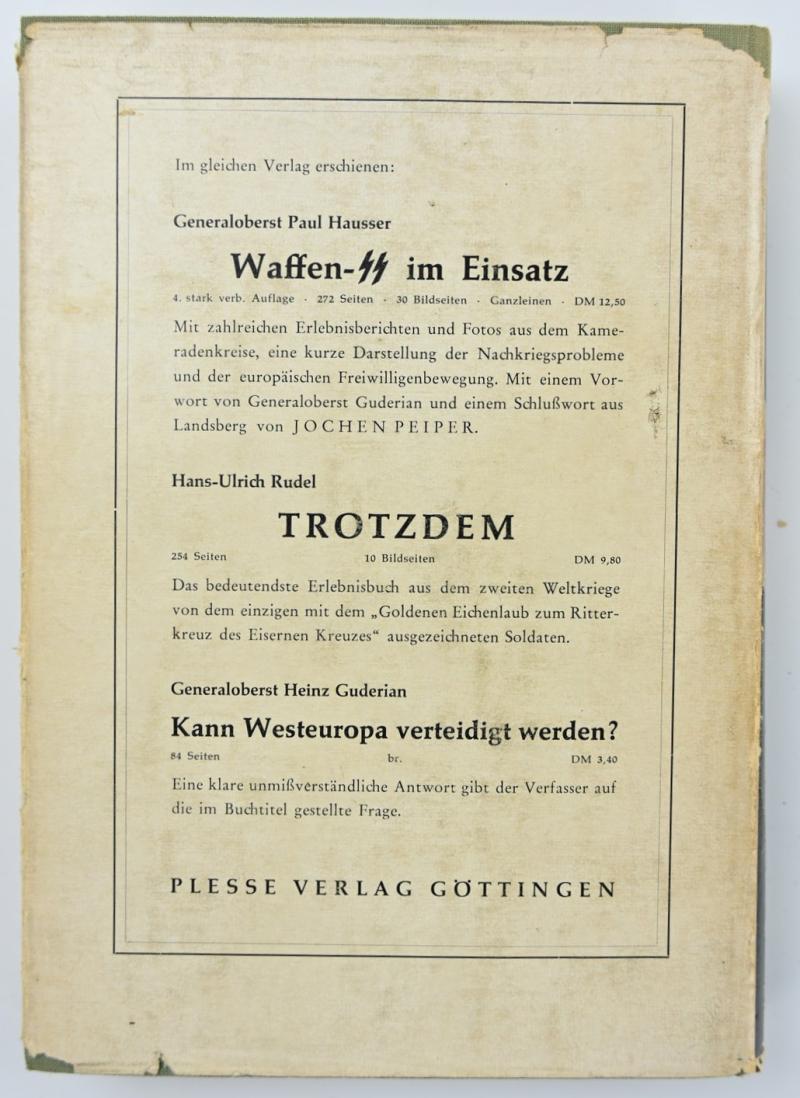 Im gleichen Verlag erschienen:
Generaloberst Paul Hausser
Waffen-ᛋᛋ im Einsatz
4. stark verb. Auflage · 272 Seiten · 30 Bildseiten · Ganzleinen · DM 12,50
Mit zahlreichen Erlebnisberichten und Fotos aus dem Kame-
radenkreise, eine kurze Darstellung der Nachkriegsprobleme
und der europäischen Freiwilligenbewegung. Mit einem Vor-
wort von Generaloberst Guderian und einem Schlußwort aus
Landsberg von JOCHEN PEIPER.
Hans-Ulrich Rudel
TROTZDEM
254 Seiten 10 Bildseiten DM 9,80
Das bedeutendste Erlebnisbuch aus dem zweiten Weltkriege
von dem einzigen mit dem „Goldenen Eichenlaub zum Ritter-
kreuz des Eisernen Kreuzes“ ausgezeichneten Soldaten.
Generaloberst Heinz Guderian
Kann Westeuropa verteidigt werden?
84 Seiten br. DM 3,40
Eine klare unmißverständliche Antwort gibt der Verfasser auf
die im Buchtitel gestellte Frage.
PLESSE VERLAG GÖTTINGEN